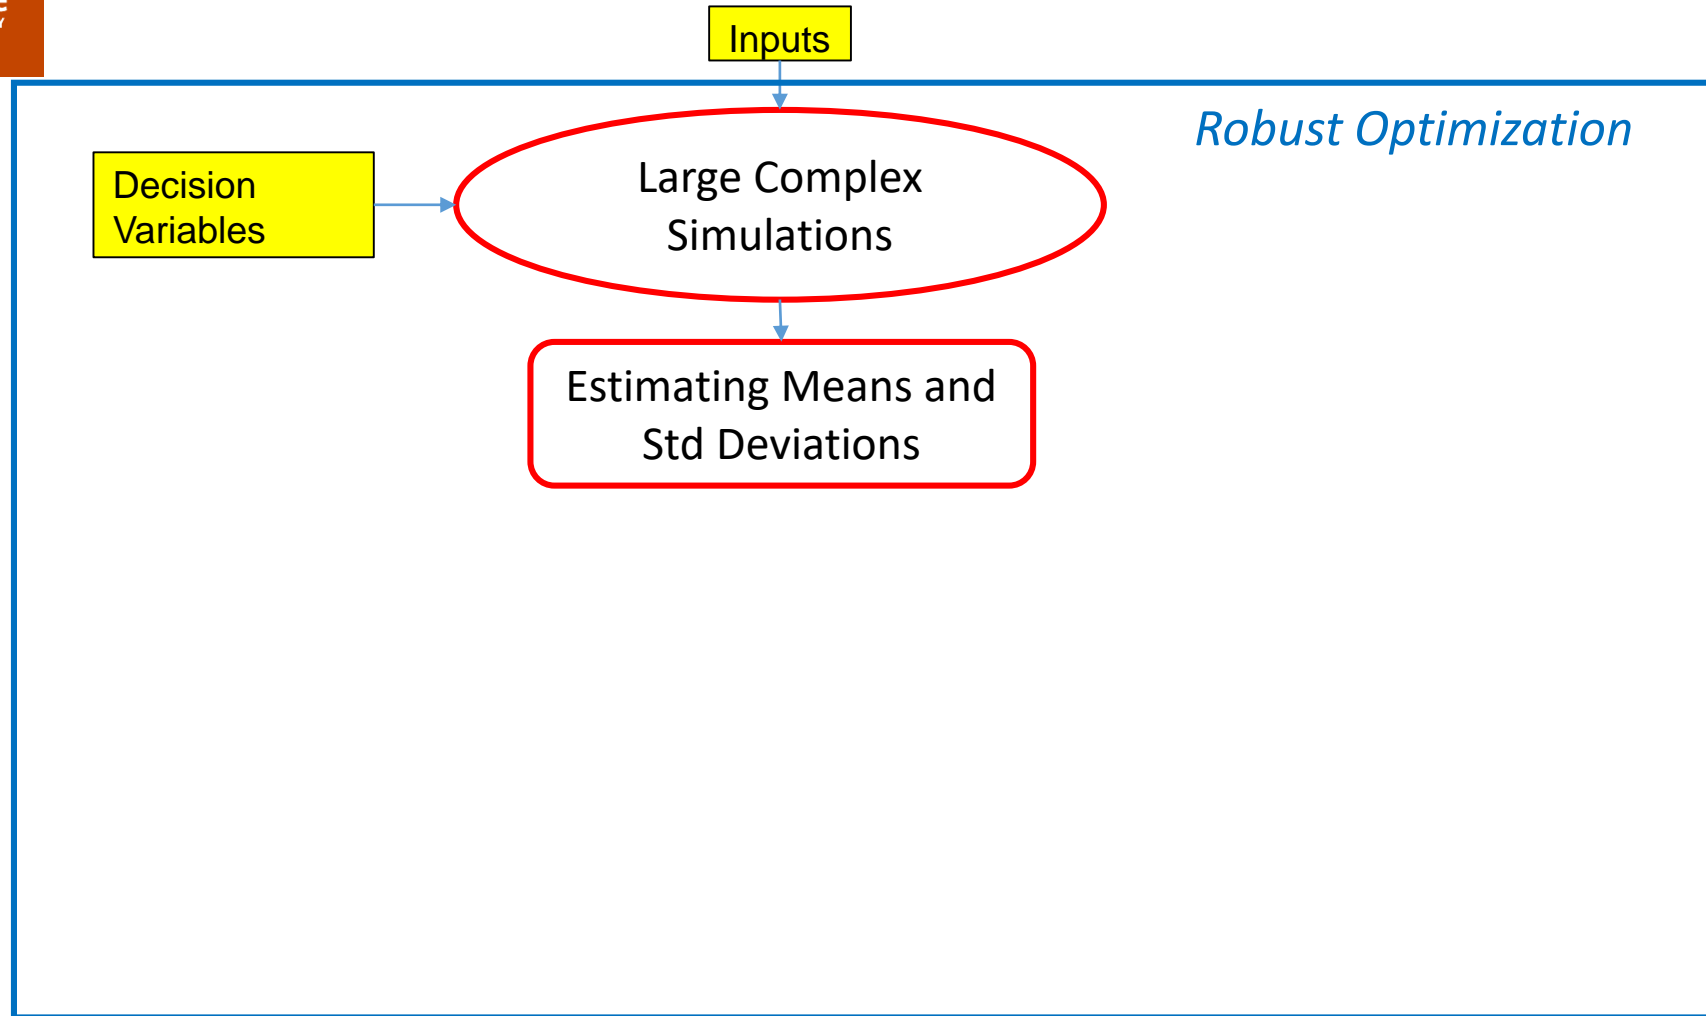 Inputs
Robust Optimization
Decision
Variables
Large Complex
Simulations
Estimating Means and
Std Deviations